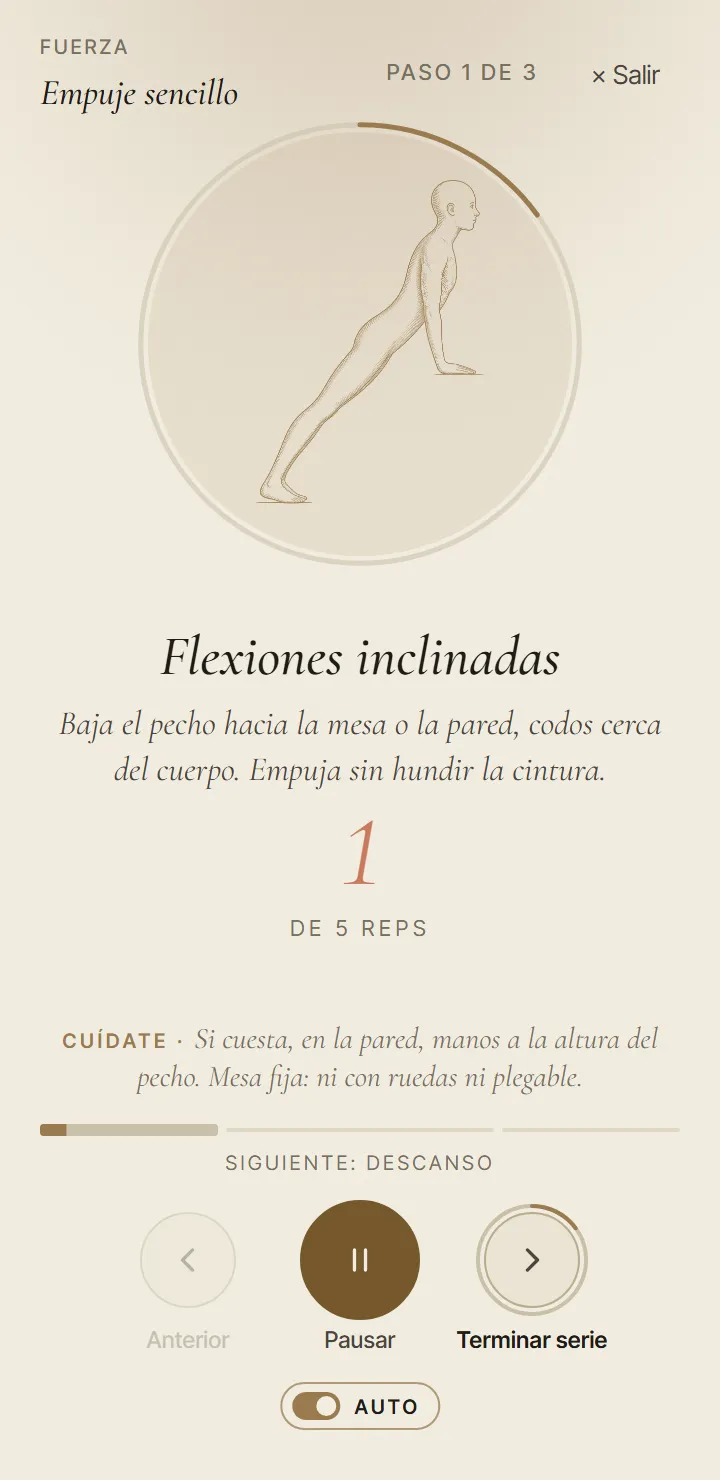 FUERZA
Empuje sencillo
PASO 1 DE 3
× Salir
Flexiones inclinadas
Baja el pecho hacia la mesa o la pared, codos cerca
del cuerpo. Empuja sin hundir la cintura.
1
DE 5 REPS
CUÍDATE · Si cuesta, en la pared, manos a la altura del
pecho. Mesa fija: ni con ruedas ni plegable.
SIGUIENTE: DESCANSO
Anterior
Pausar
Terminar serie
AUTO